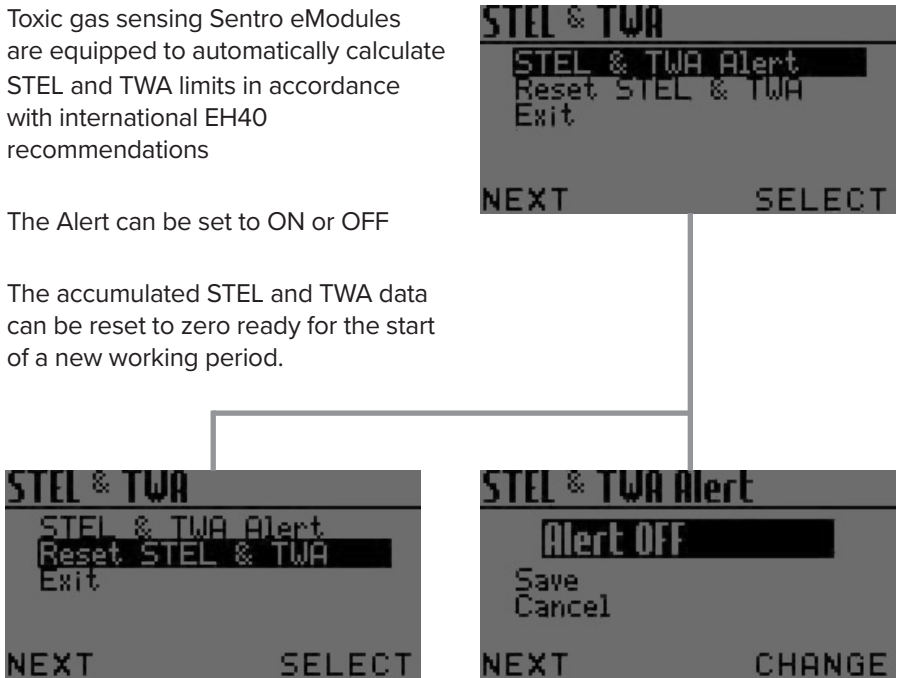 Toxic gas sensing Sentro eModules
are equipped to automatically calculate
STEL and TWA limits in accordance
with international EH40
recommendations
The Alert can be set to ON or OFF
The accumulated STEL and TWA data
can be reset to zero ready for the start
of a new working period.
STEL & TWA
STEL & TWA Alert
Reset STEL & TWA
Exit
NEXT SELECT
STEL & TWA
STEL & TWA Alert
Reset STEL & TWA
Exit
NEXT SELECT
STEL & TWA Alert
Alert OFF
Save
Cancel
NEXT CHANGE